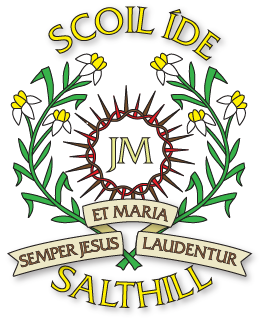 SCOIL ÍDE
JM
ET MARIA
SEMPER JESUS LAUDENTUR
SALTHILL